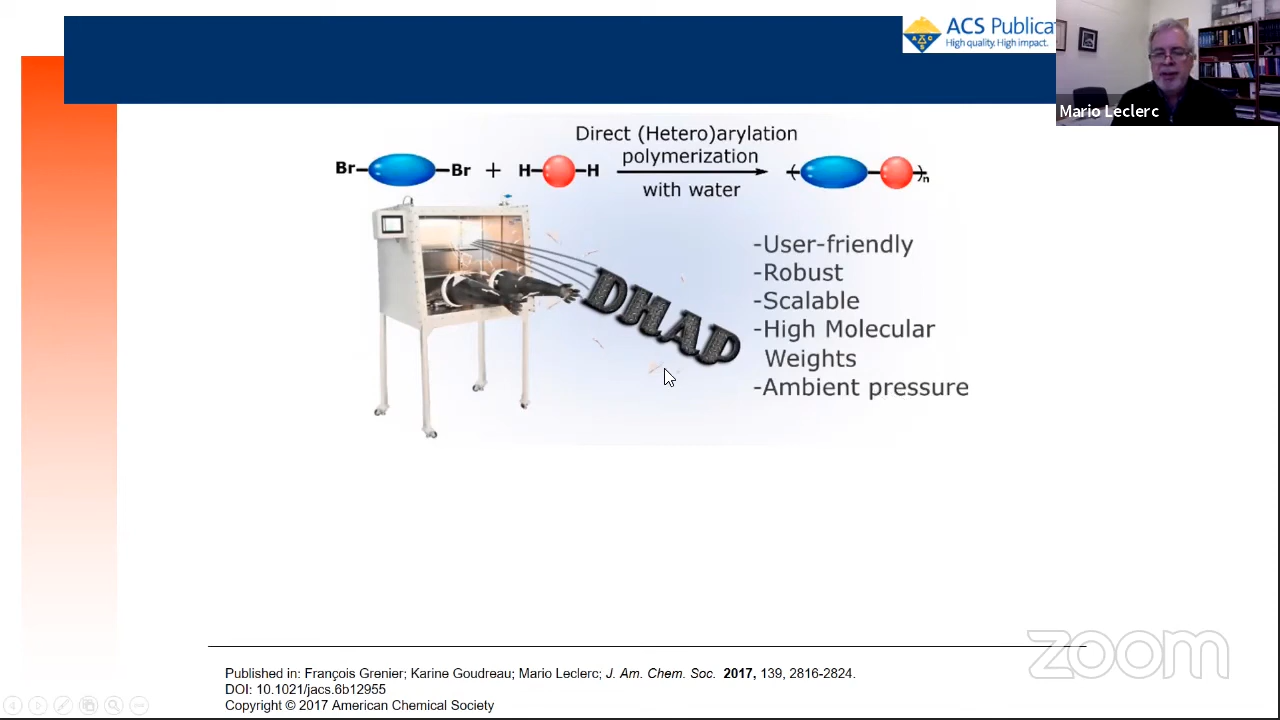 ACS Publica
High quality. High impact.
Mario Leclerc
Direct (Hetero)arylation
polymerization
with water
Br
Br
+
H
H
n
DHAP
-User-friendly
-Robust
-Scalable
-High Molecular
Weights
-Ambient pressure
zoom
Published in: François Grenier; Karine Goudreau; Mario Leclerc; J. Am. Chem. Soc. 2017, 139, 2816-2824.
DOI: 10.1021/jacs.6b12955
Copyright © 2017 American Chemical Society